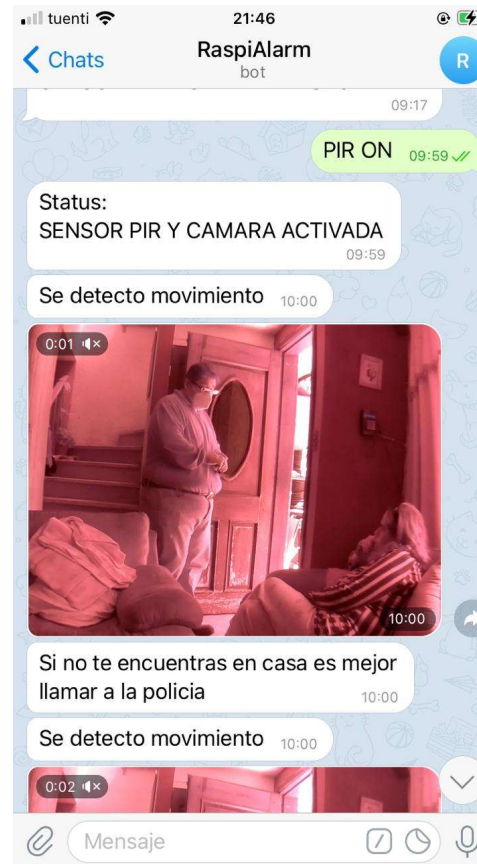 tuenti
21:46
Chats
RaspiAlarm
bot
R
09:17
PIR ON 09:59
Status:
SENSOR PIR Y CAMARA ACTIVADA
09:59
Se detecto movimiento 10:00
0:01
10:00
Si no te encuentras en casa es mejor
llamar a la policia
10:00
Se detecto movimiento 10:00
0:02
Mensaje